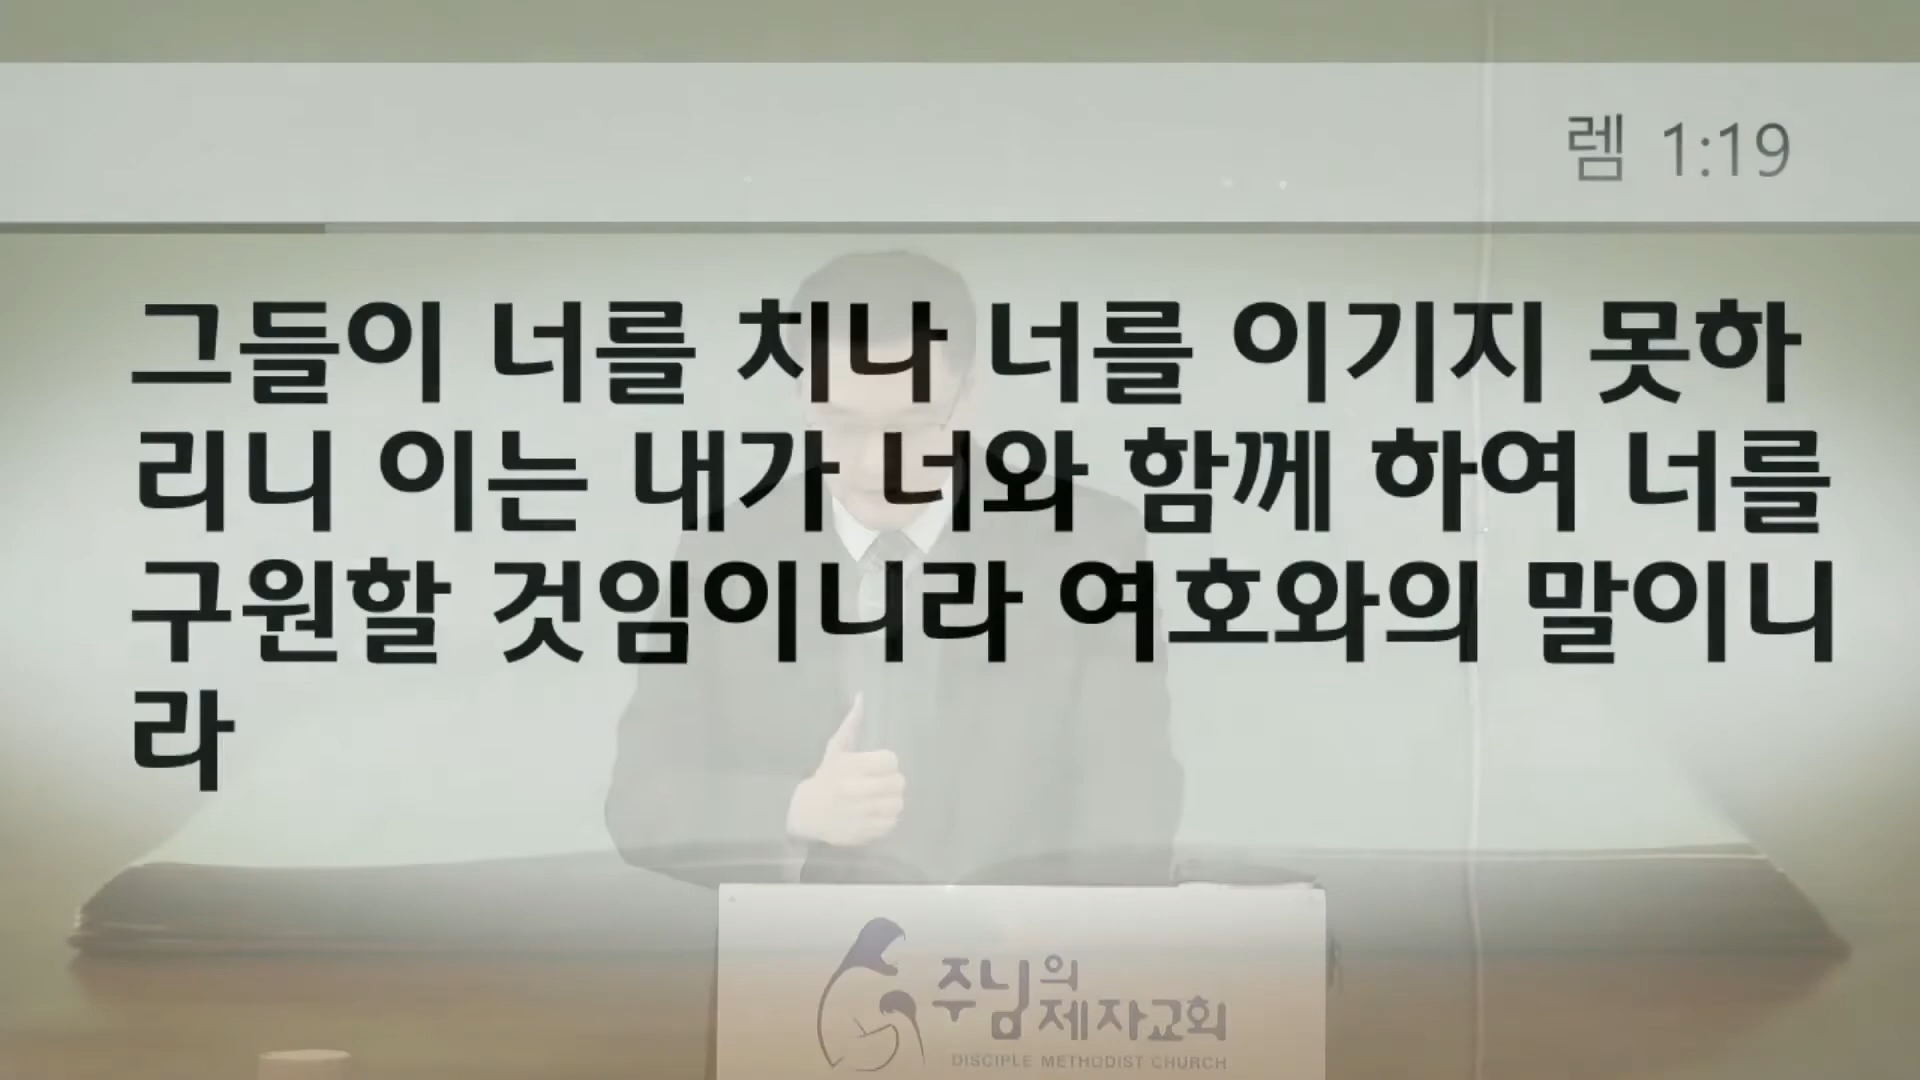 렘 1:19
그들이 너를 치나 너를 이기지 못하
리니 이는 내가 너와 함께 하여 너를
구원할 것임이니라 여호와의 말이니
라
주님의
제자교회
DISCIPLE METHODIST CHURCH